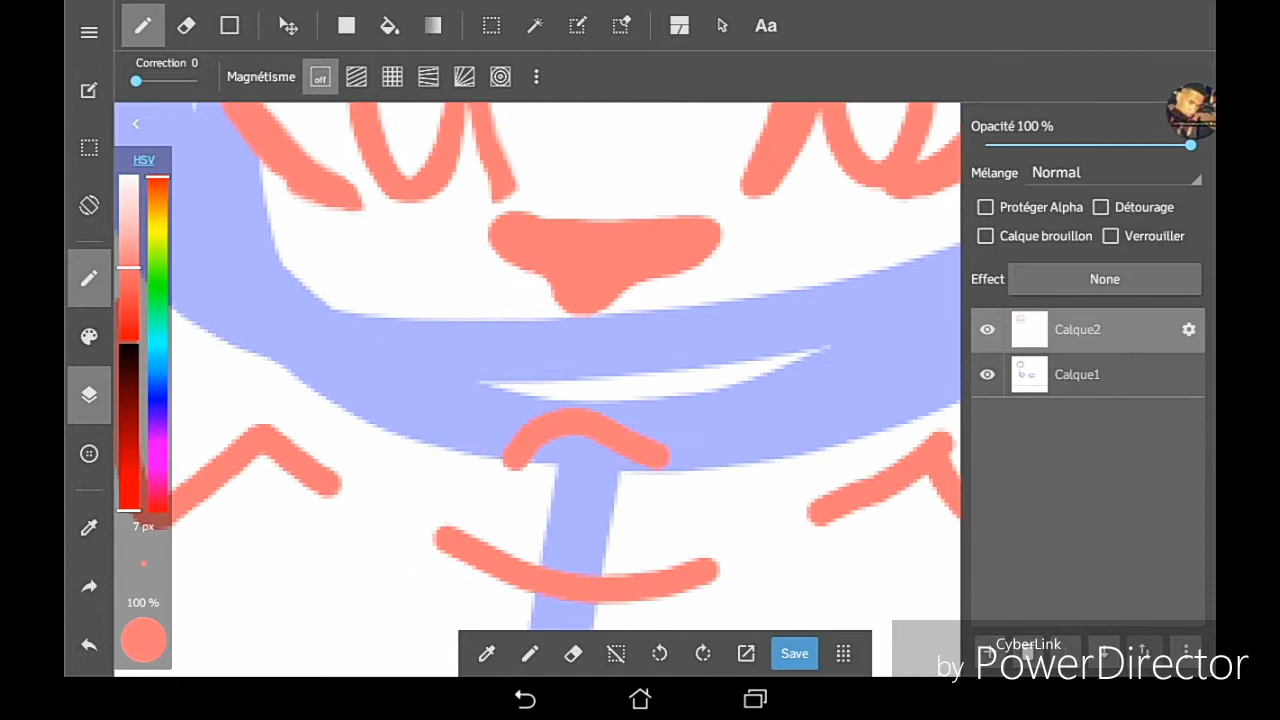 Aa
Correction 0
Magnétisme
off
HSV
Opacité 100 %
Mélange Normal
Protéger Alpha Détourage
Calque brouillon Verrouiller
Effect None
Calque2
Calque1
7 px
100 %
Save
CyberLink
by PowerDirector